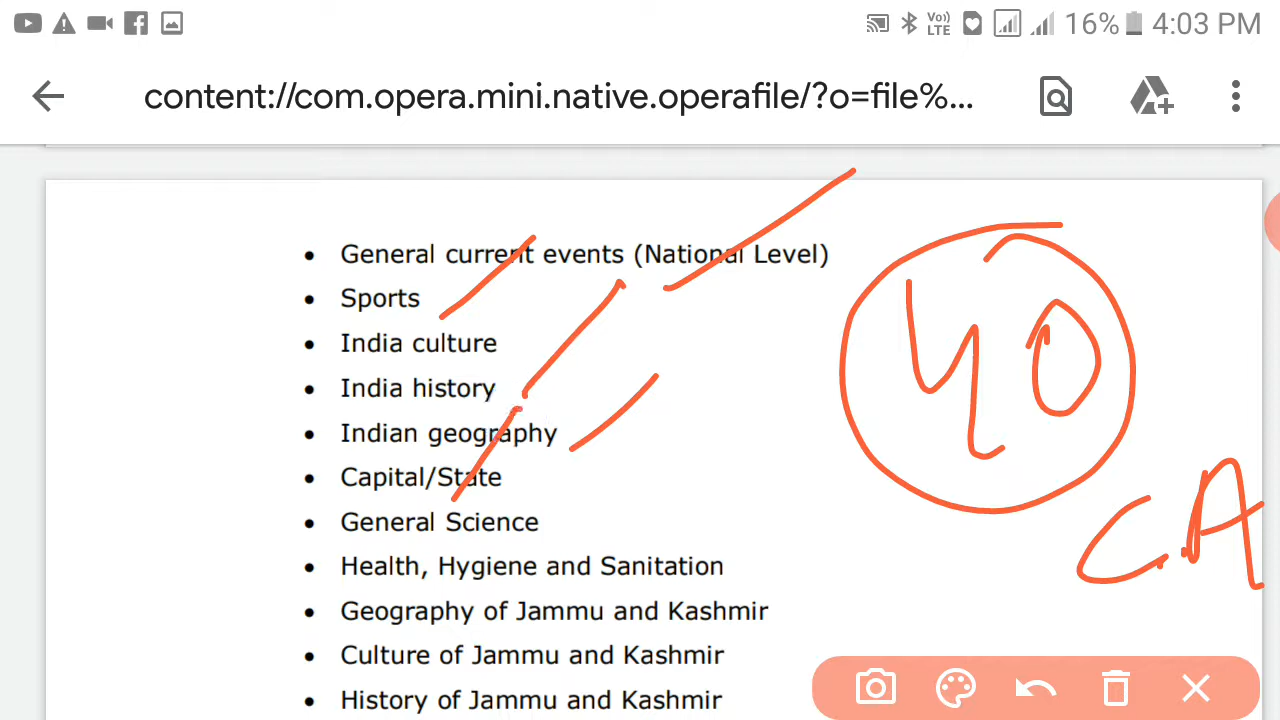 Vo) LTE 16% 4:03 PM
content://com.opera.mini.native.operafile/?o=file%...
• General current events (National Level)
• Sports
• India culture
• India history
• Indian geography
• Capital/State
• General Science
• Health, Hygiene and Sanitation
• Geography of Jammu and Kashmir
• Culture of Jammu and Kashmir
• History of Jammu and Kashmir
40
C.A